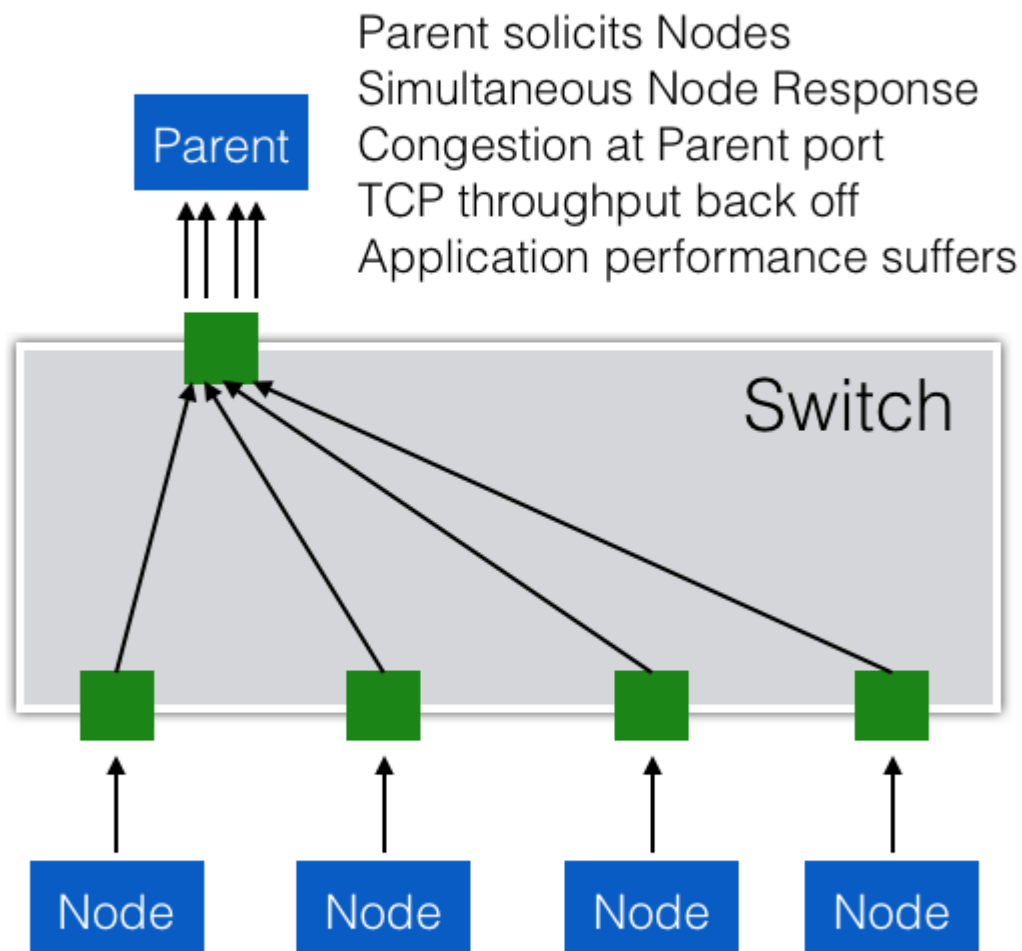 Parent solicits Nodes
Simultaneous Node Response
Congestion at Parent port
TCP throughput back off
Application performance suffers
Parent
Switch
Node
Node
Node
Node